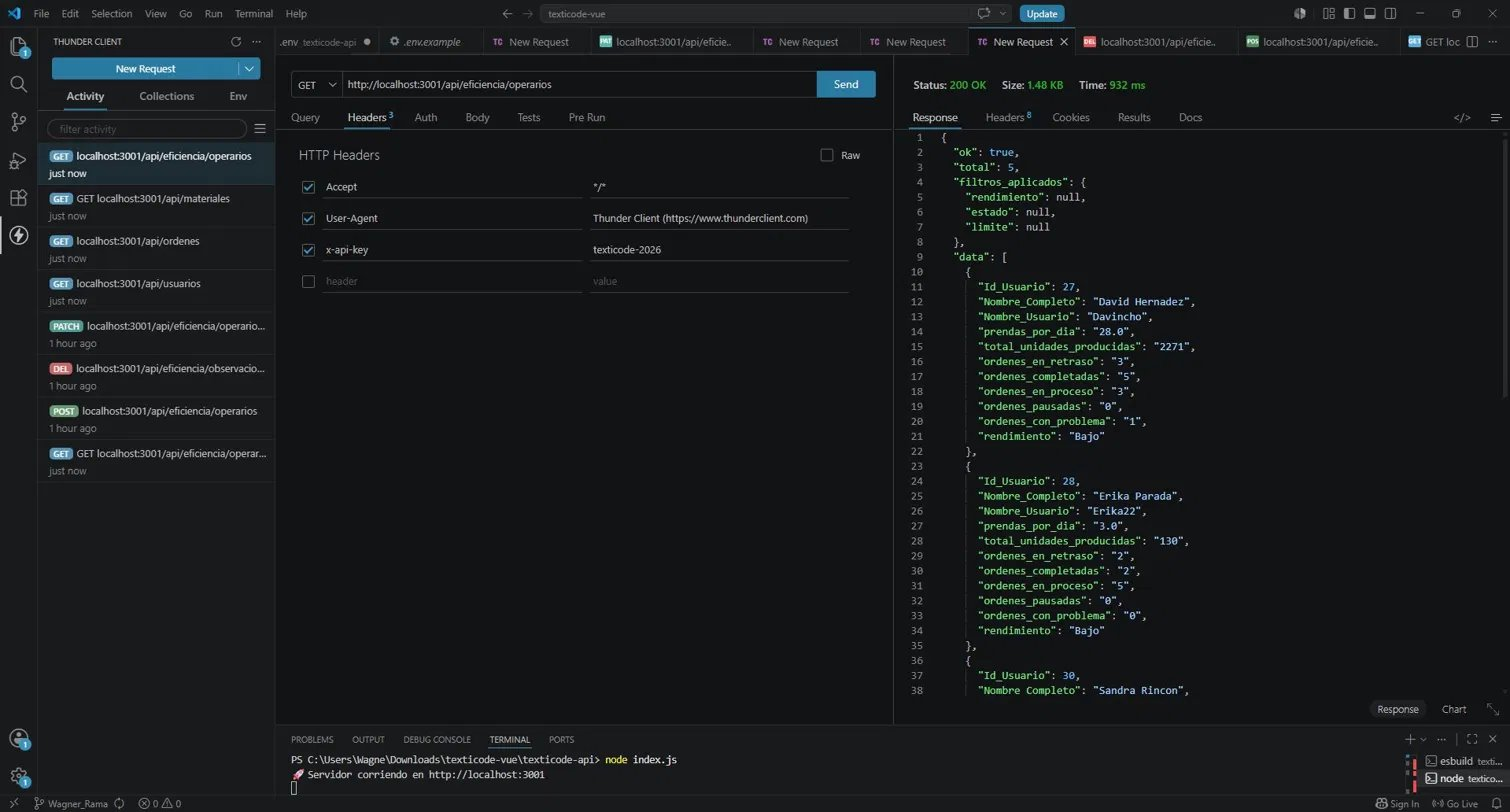 File Edit Selection View Go Run Terminal Help
texticode-vue
Update
THUNDER CLIENT
New Request
Activity Collections Env
filter activity
GET localhost:3001/api/eficiencia/operarios
just now
GET GET localhost:3001/api/materiales
just now
GET localhost:3001/api/ordenes
just now
GET localhost:3001/api/usuarios
just now
PATCH localhost:3001/api/eficiencia/operario...
1 hour ago
DEL localhost:3001/api/eficiencia/observacio...
1 hour ago
POST localhost:3001/api/eficiencia/operarios
1 hour ago
GET GET localhost:3001/api/eficiencia/operar...
just now
.env texticode-api
.env.example
TC New Request
PAT localhost:3001/api/eficie..
TC New Request
TC New Request
TC New Request
DEL localhost:3001/api/eficie..
POS localhost:3001/api/eficie..
GET GET loc
GET http://localhost:3001/api/eficiencia/operarios Send
Query Headers 3 Auth Body Tests Pre Run
HTTP Headers Raw
Accept */*
User-Agent Thunder Client (https://www.thunderclient.com)
x-api-key texticode-2026
header value
Status: 200 OK Size: 1.48 KB Time: 932 ms
Response Headers 8 Cookies Results Docs </>
1 {
2 "ok": true,
3 "total": 5,
4 "filtros_aplicados": {
5 "rendimiento": null,
6 "estado": null,
7 "limite": null
8 },
9 "data": [
10 {
11 "Id_Usuario": 27,
12 "Nombre_Completo": "David Hernadez",
13 "Nombre_Usuario": "Davincho",
14 "prendas_por_dia": "28.0",
15 "total_unidades_producidas": "2271",
16 "ordenes_en_retraso": "3",
17 "ordenes_completadas": "5",
18 "ordenes_en_proceso": "3",
19 "ordenes_pausadas": "0",
20 "ordenes_con_problema": "1",
21 "rendimiento": "Bajo"
22 },
23 {
24 "Id_Usuario": 28,
25 "Nombre_Completo": "Erika Parada",
26 "Nombre_Usuario": "Erika22",
27 "prendas_por_dia": "3.0",
28 "total_unidades_producidas": "130",
29 "ordenes_en_retraso": "2",
30 "ordenes_completadas": "2",
31 "ordenes_en_proceso": "5",
32 "ordenes_pausadas": "0",
33 "ordenes_con_problema": "0",
34 "rendimiento": "Bajo"
35 },
36 {
37 "Id_Usuario": 30,
38 "Nombre Completo": "Sandra Rincon",
Response Chart
PROBLEMS OUTPUT DEBUG CONSOLE TERMINAL PORTS
PS C:\Users\Wagne\Downloads\texticode-vue\texticode-api> node index.js
🚀 Servidor corriendo en http://localhost:3001
esbuild texti...
node textico...
Wagner_Rama 0 0 Sign In Go Live